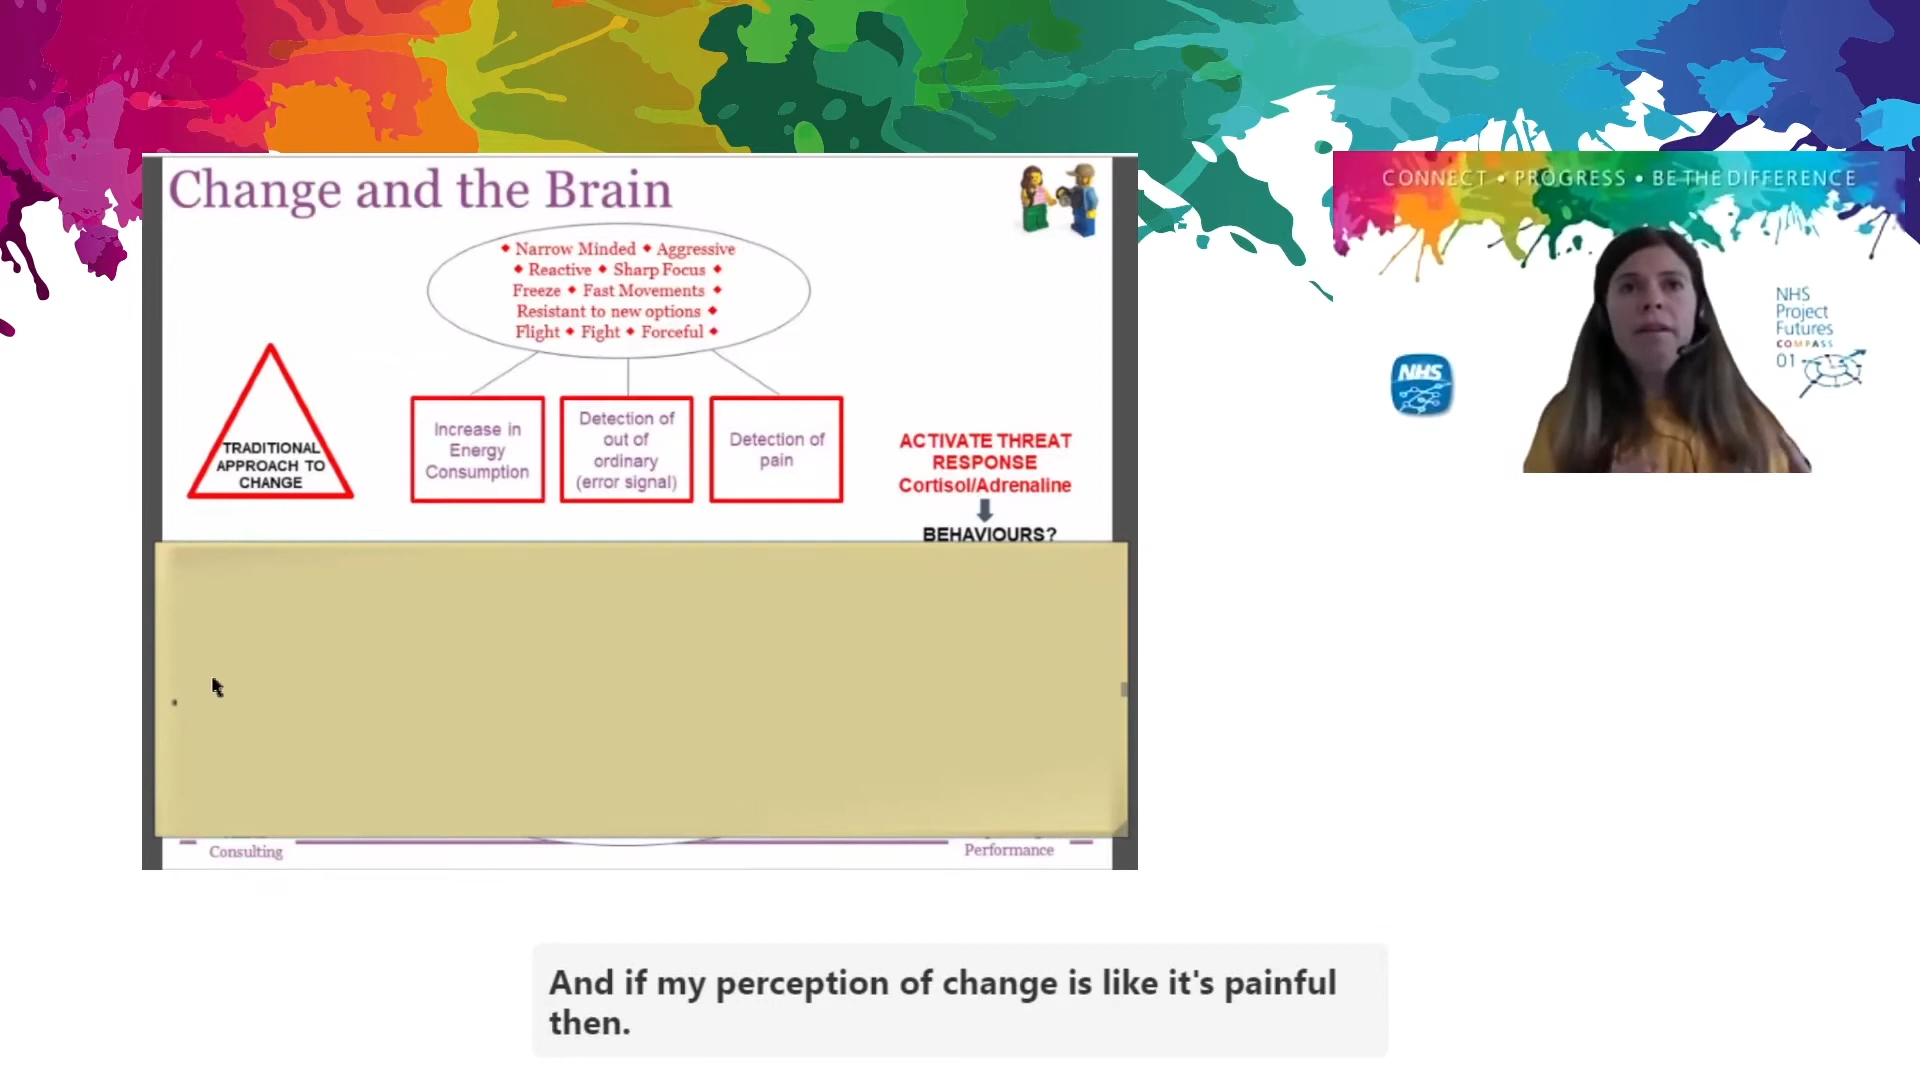 Change and the Brain
◆ Narrow Minded ◆ Aggressive
◆ Reactive ◆ Sharp Focus ◆
Freeze ◆ Fast Movements ◆
Resistant to new options ◆
Flight ◆ Fight ◆ Forceful ◆
TRADITIONAL
APPROACH TO
CHANGE
Increase in
Energy
Consumption
Detection of
out of
ordinary
(error signal)
Detection of
pain
ACTIVATE THREAT
RESPONSE
Cortisol/Adrenaline
BEHAVIOURS?
Consulting
Performance
CONNECT • PROGRESS • BE THE DIFFERENCE
NHS
NHS
Project
Futures
COMPASS
01
And if my perception of change is like it's painful
then.